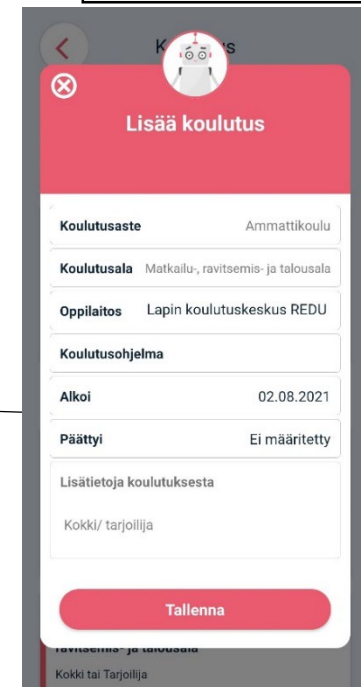 Lisää koulutus
Koulutusaste Ammattikoulu
Koulutusala Matkailu-, ravitsemis- ja talousala
Oppilaitos Lapin koulutuskeskus REDU
Koulutusohjelma
Alkoi 02.08.2021
Päättyi Ei määritetty
Lisätietoja koulutuksesta
Kokki/ tarjoilija
Tallenna
ravitsemis- ja talousala
Kokki tai Tarjoilija